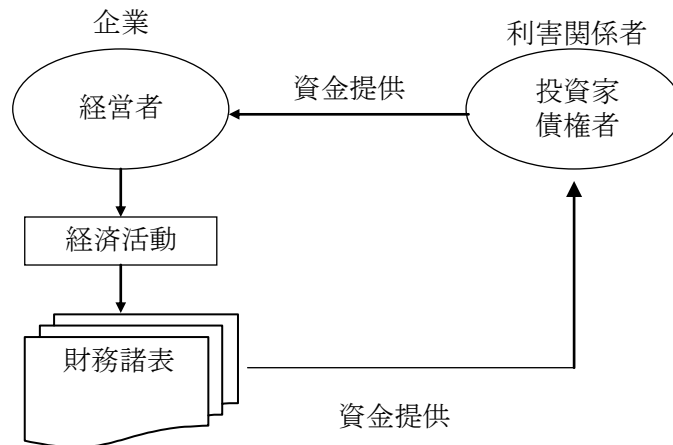 企業
利害関係者
経営者
資金提供
投資家
債権者
経済活動
財務諸表
資金提供